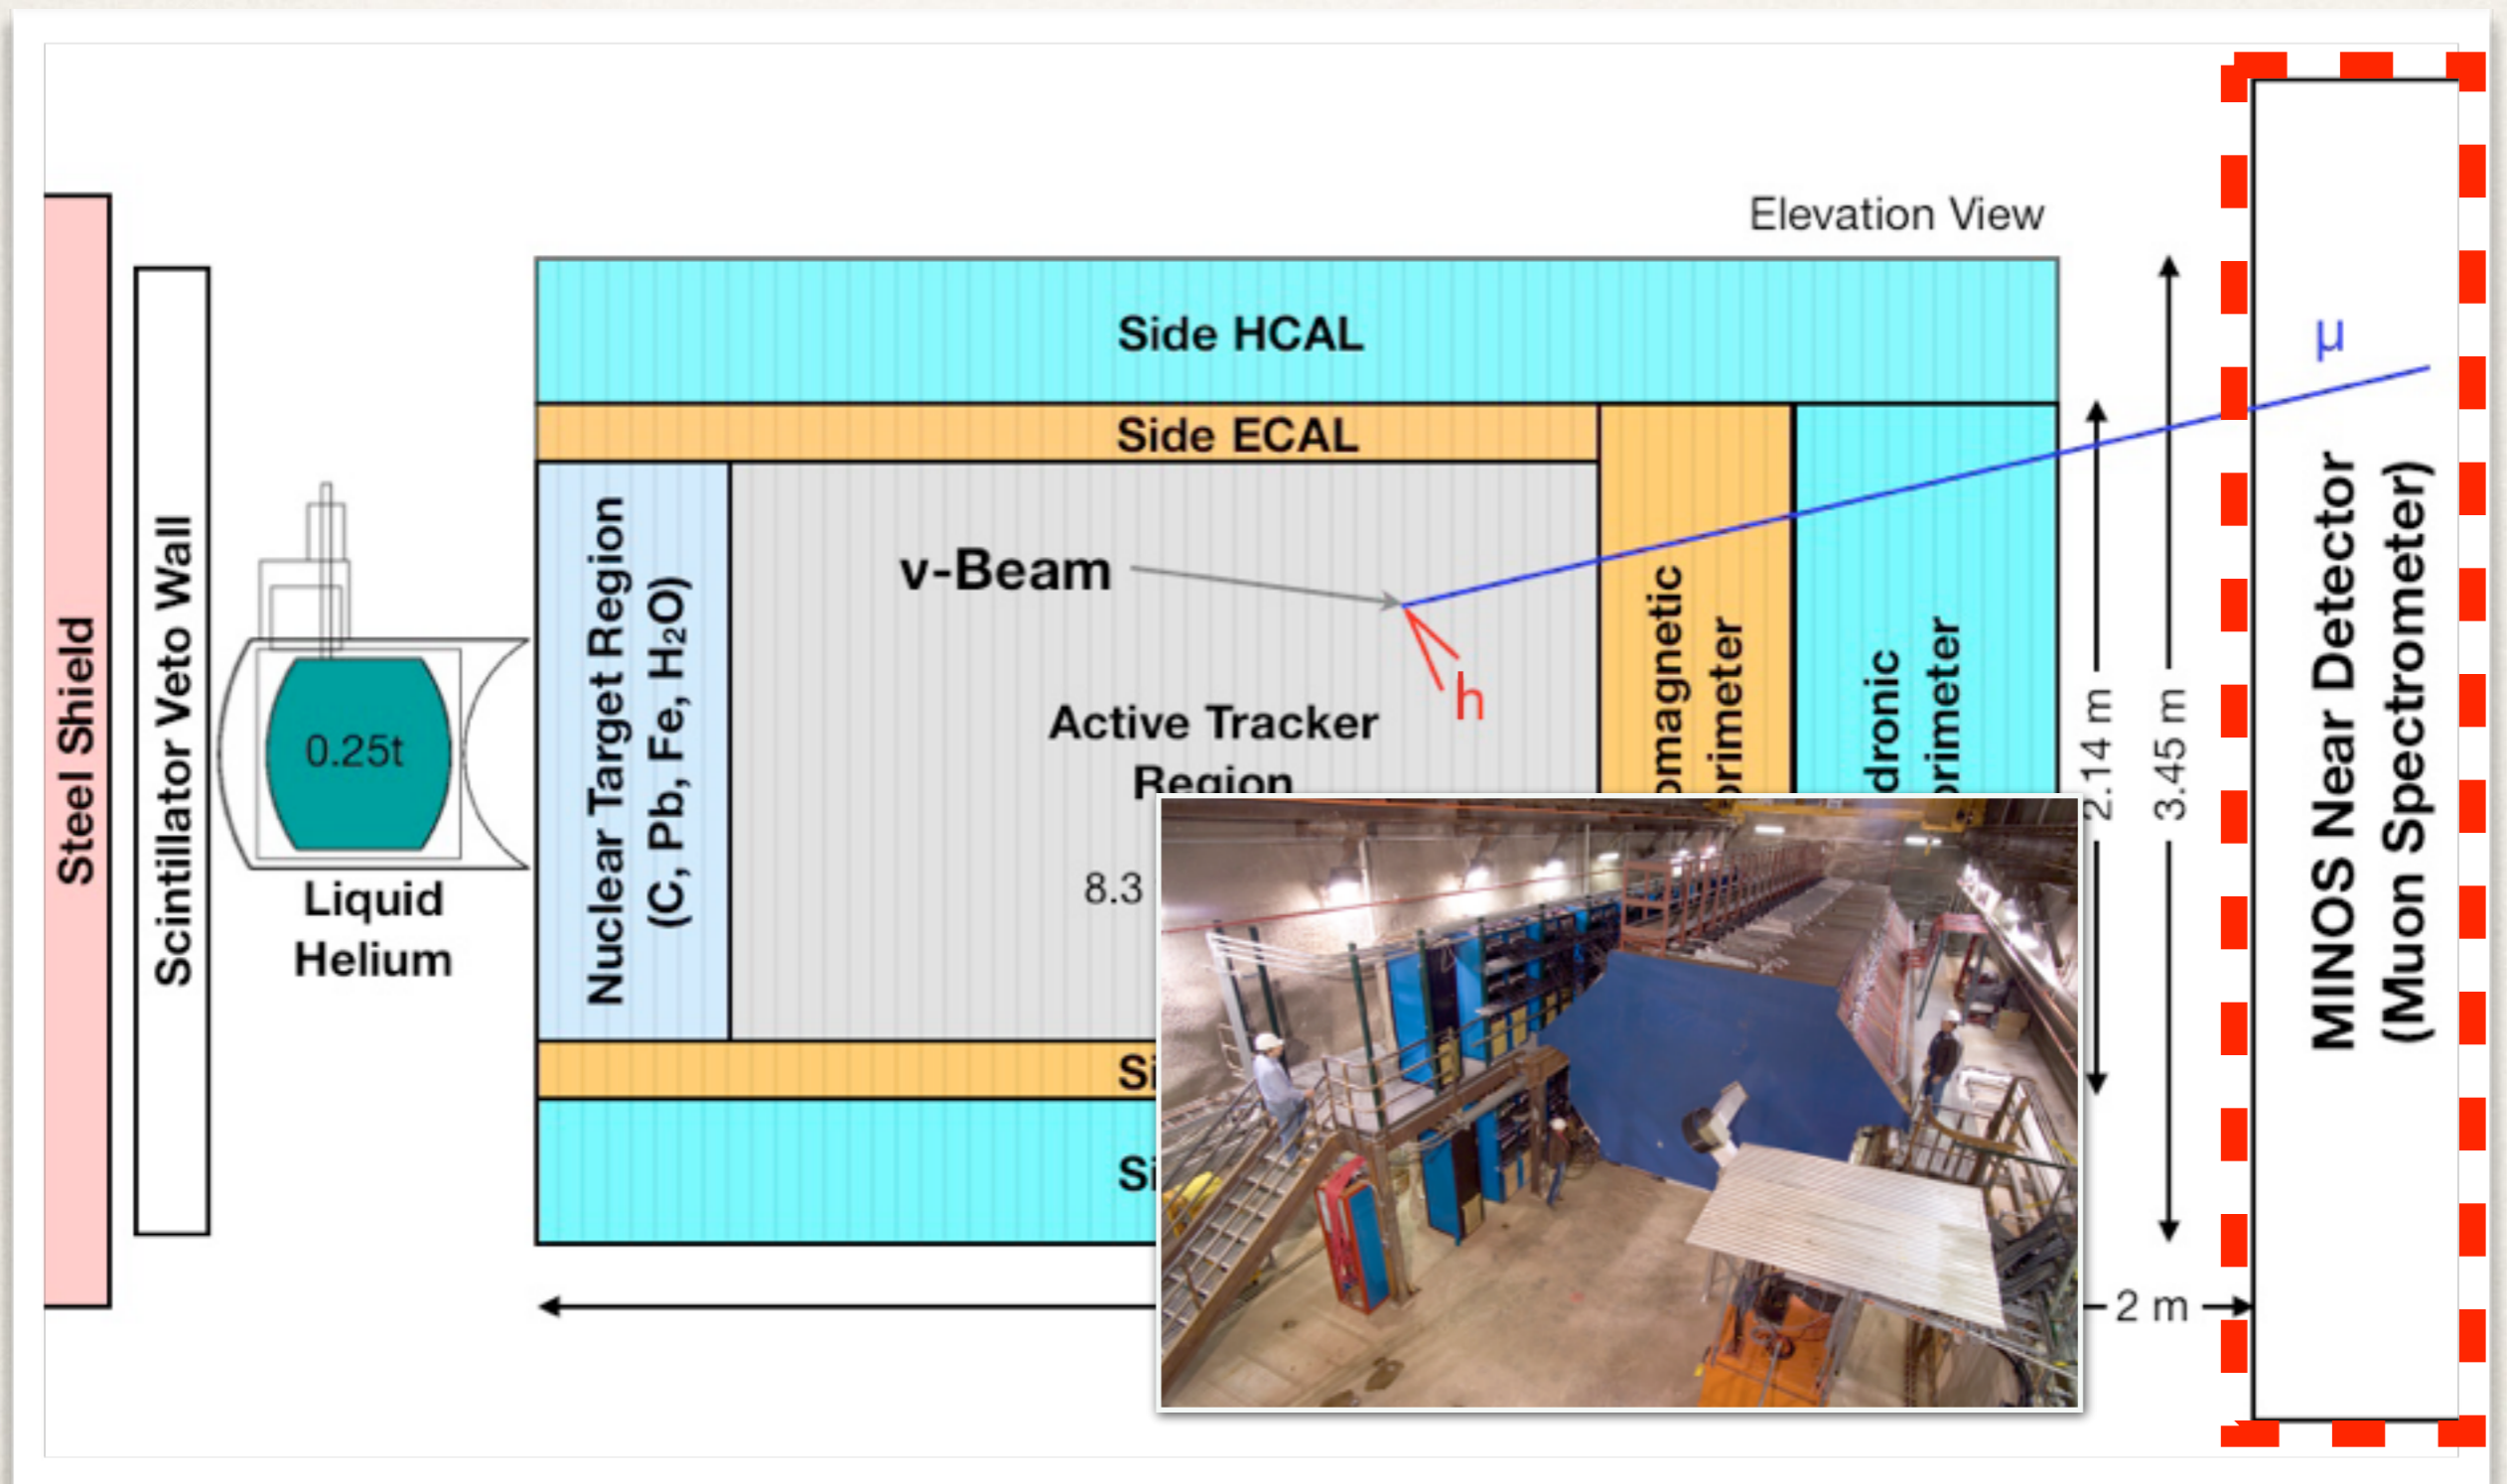 Elevation View
Side HCAL
Side ECAL
Steel Shield
Scintillator Veto Wall
0.25t
Liquid
Helium
Nuclear Target Region
(C, Pb, Fe, H₂O)
ν-Beam
μ
h
Active Tracker
Region
8.3
omagnetic
orimeter
dronic
orimeter
2.14 m
3.45 m
MINOS Near Detector
(Muon Spectrometer)
Si
Si
2 m